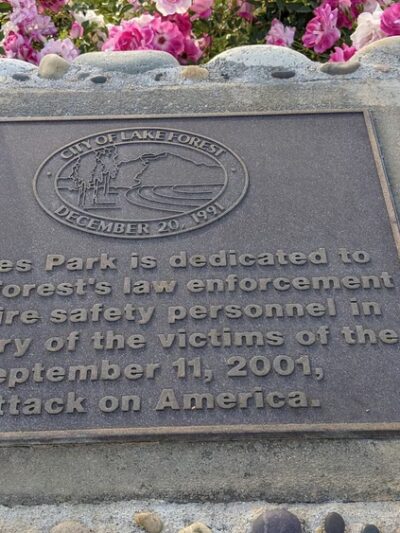 CITY OF LAKE FOREST
DECEMBER 20, 1991
es Park is dedicated to
orest's law enforcement
ire safety personnel in
ry of the victims of the
eptember 11, 2001,
ttack on America.